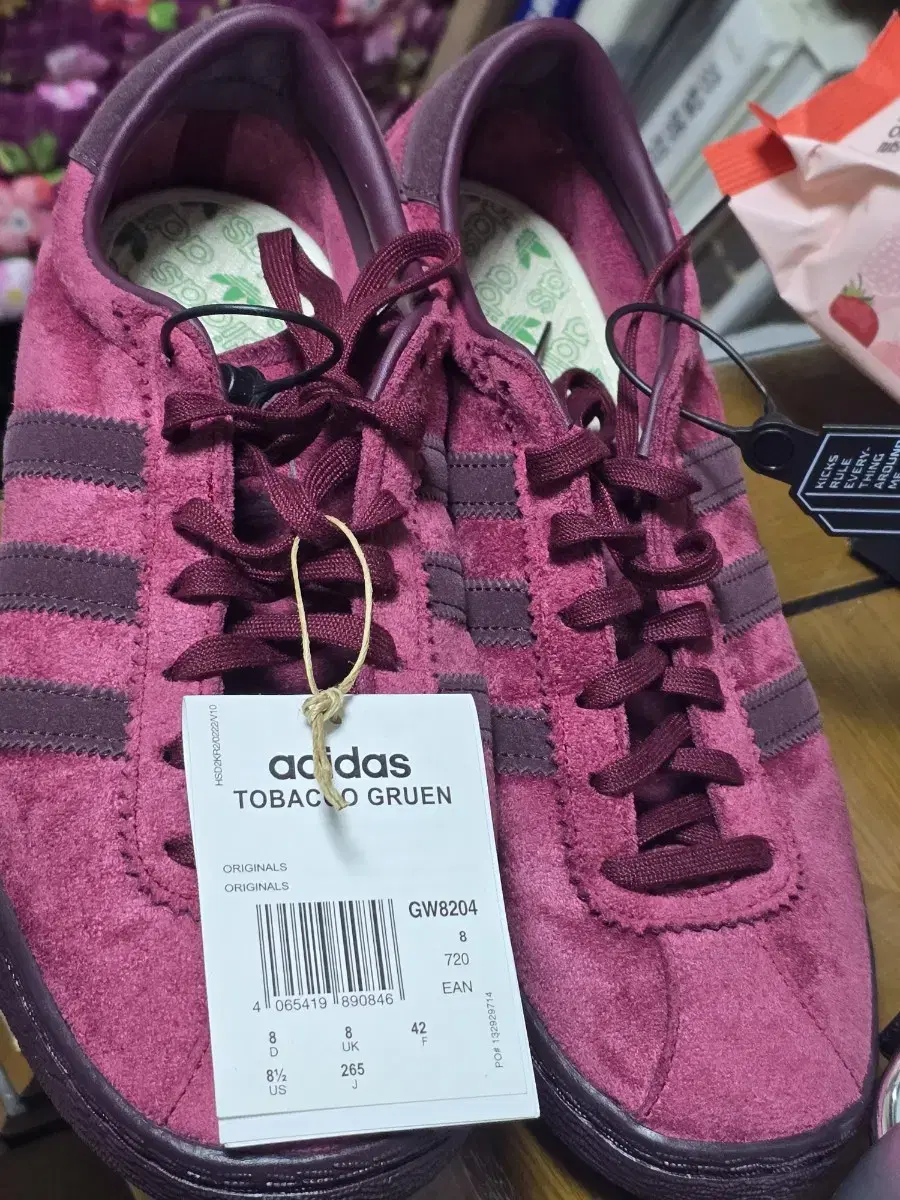 HSD2KR2/0222/V10
adidas
TOBACCO GRUEN
ORIGINALS
ORIGINALS
GW8204
8
720
EAN
4 065419 890846
8 8 42
D UK F
8½ 265
US J
PO# 132929714
KICKS
RULE
EVERY-
THING
AROUND
ME
adidas